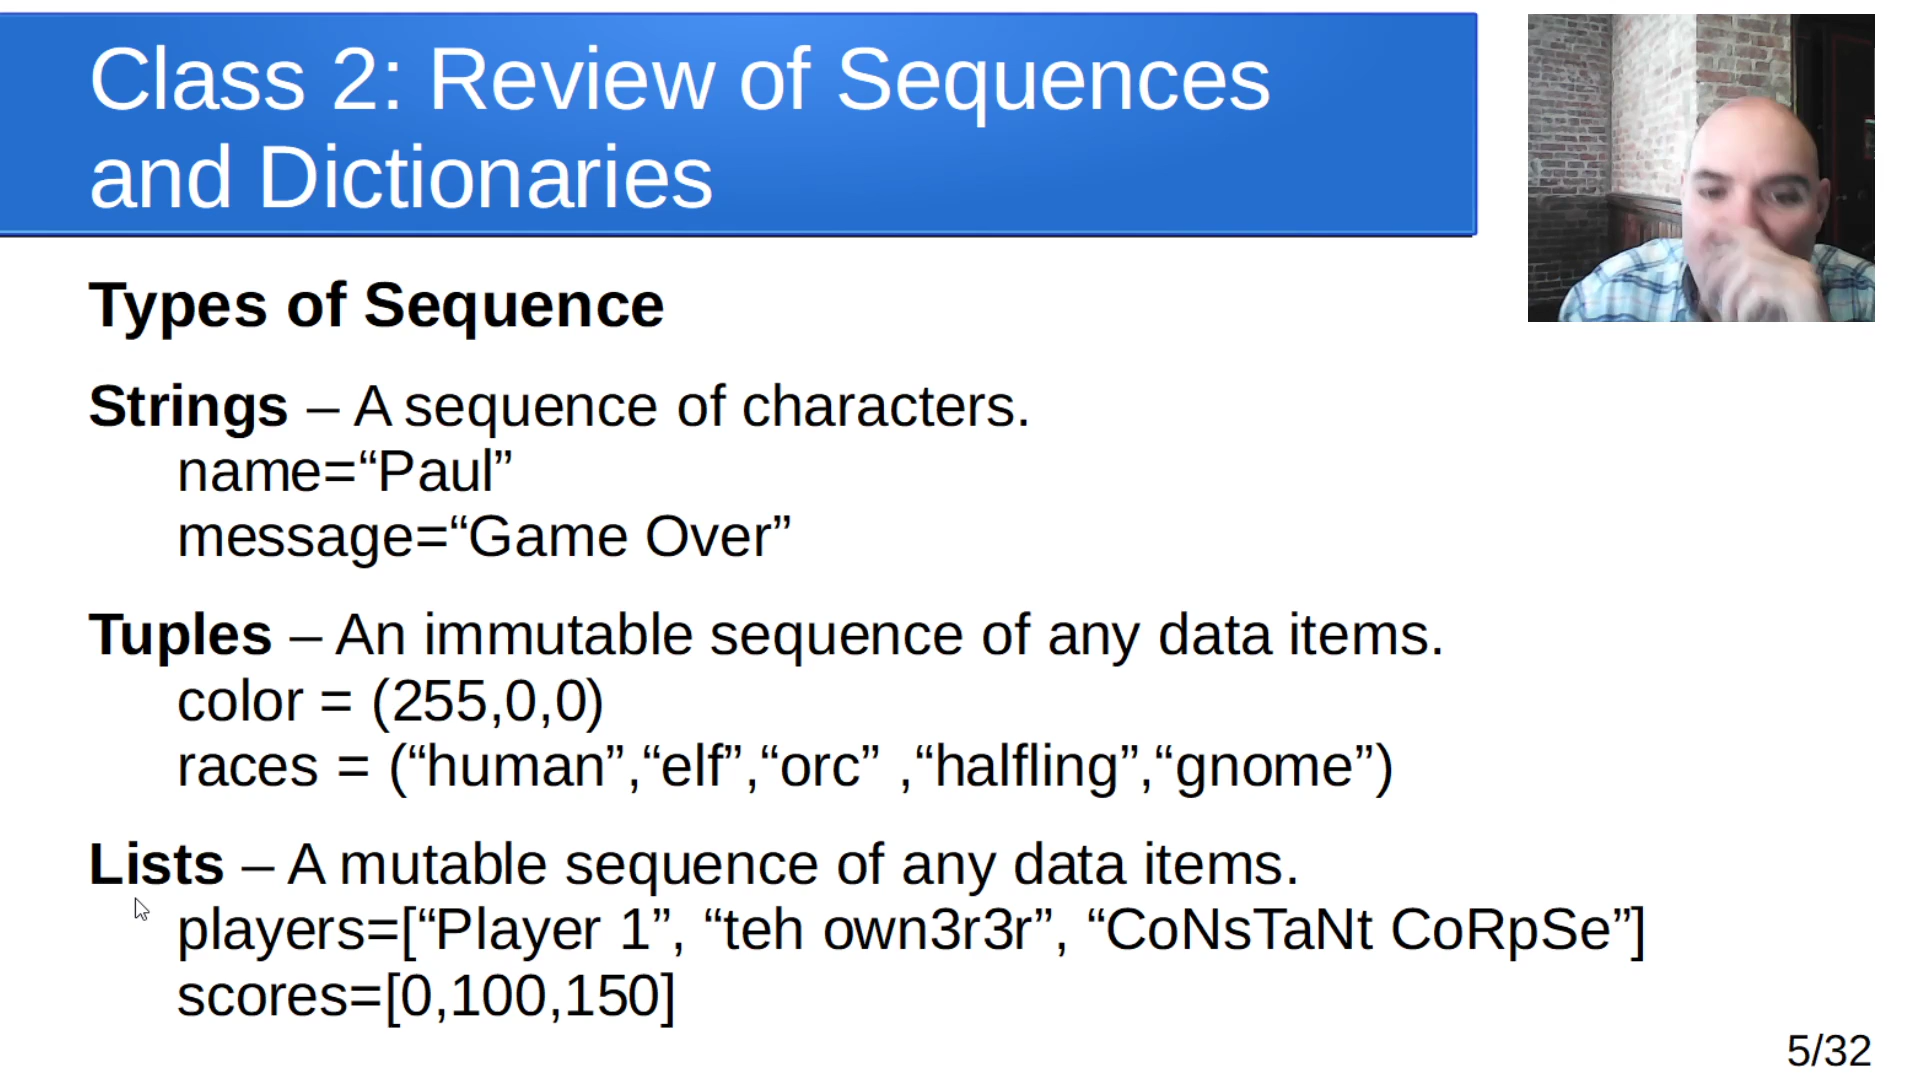 Class 2: Review of Sequences
and Dictionaries
Types of Sequence
Strings – A sequence of characters.
name=“Paul”
message=“Game Over”
Tuples – An immutable sequence of any data items.
color = (255,0,0)
races = (“human”,“elf”,“orc” ,“halfling”,“gnome”)
Lists – A mutable sequence of any data items.
players=[“Player 1”, “teh own3r3r”, “CoNsTaNt CoRpSe”]
scores=[0,100,150]
5/32